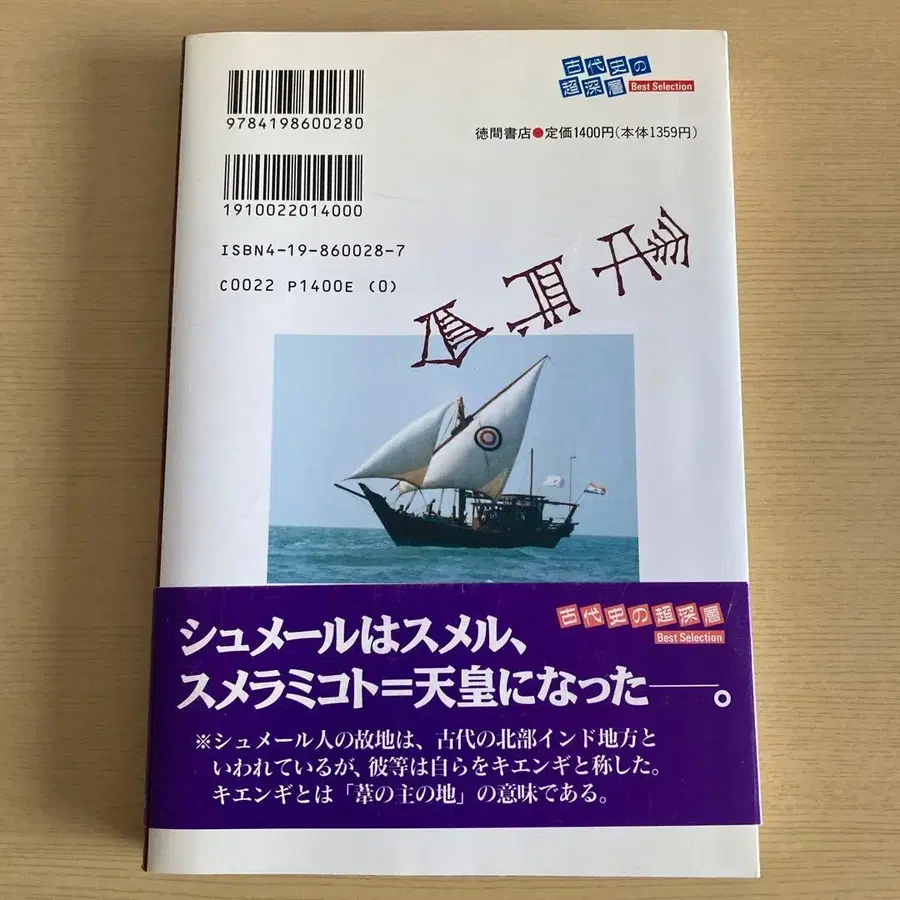 9784198600280
1910022014000
ISBN4-19-860028-7
C0022 P1400E (0)
古代史の
超深層 Best Selection
徳間書店●定価1400円(本体1359円)
古代史の超深層
Best Selection
シュメールはスメル、
スメラミコト=天皇になった――。
※シュメール人の故地は、古代の北部インド地方と
いわれているが、彼等は自らをキエンギと称した。
キエンギとは「葦の主の地」の意味である。